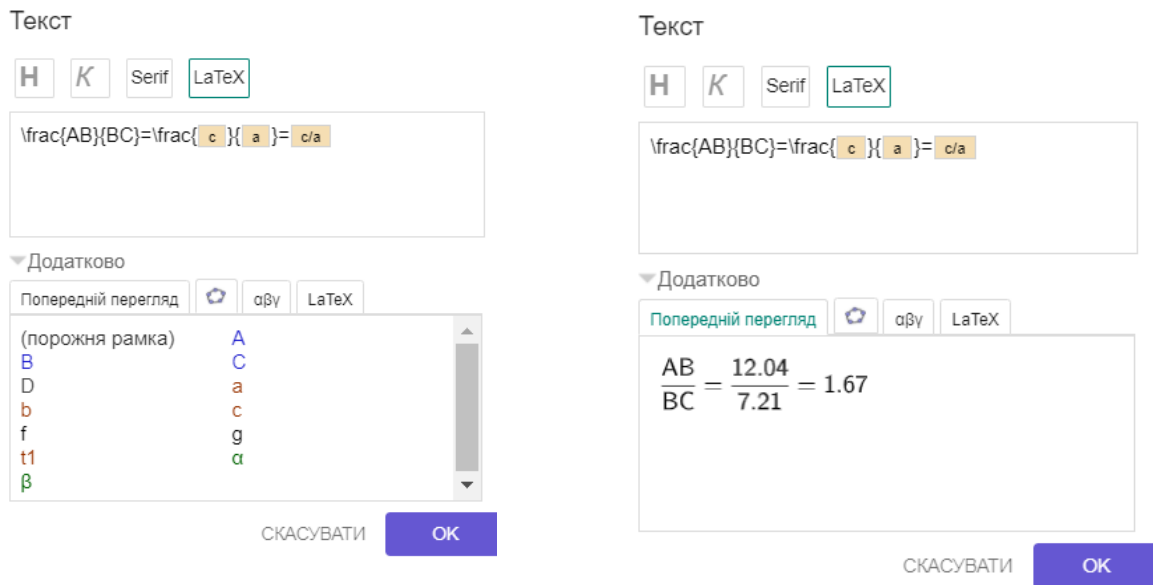 Текст
Н К Serif LaTeX
\frac{AB}{BC}=\frac{ c }{ a }= c/a
Додатково
Попередній перегляд αβγ LaTeX
(порожня рамка) A
B C
D a
b c
f g
t1 α
β
СКАСУВАТИ OK
Текст
Н К Serif LaTeX
\frac{AB}{BC}=\frac{ c }{ a }= c/a
Додатково
Попередній перегляд αβγ LaTeX
AB/BC = 12.04/7.21 = 1.67
СКАСУВАТИ OK